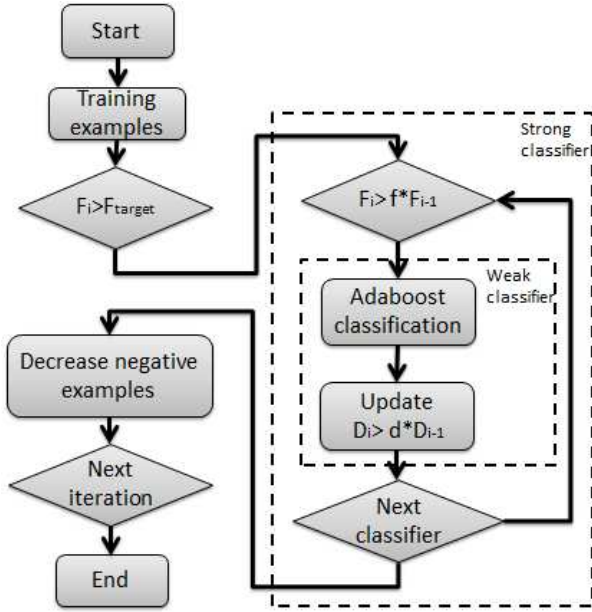 Start
Training
examples
Fi>Ftarget
Strong
classifier
Fi> f*Fi-1
Weak
classifier
Adaboost
classification
Update
Di> d*Di-1
Next
classifier
Decrease negative
examples
Next
iteration
End